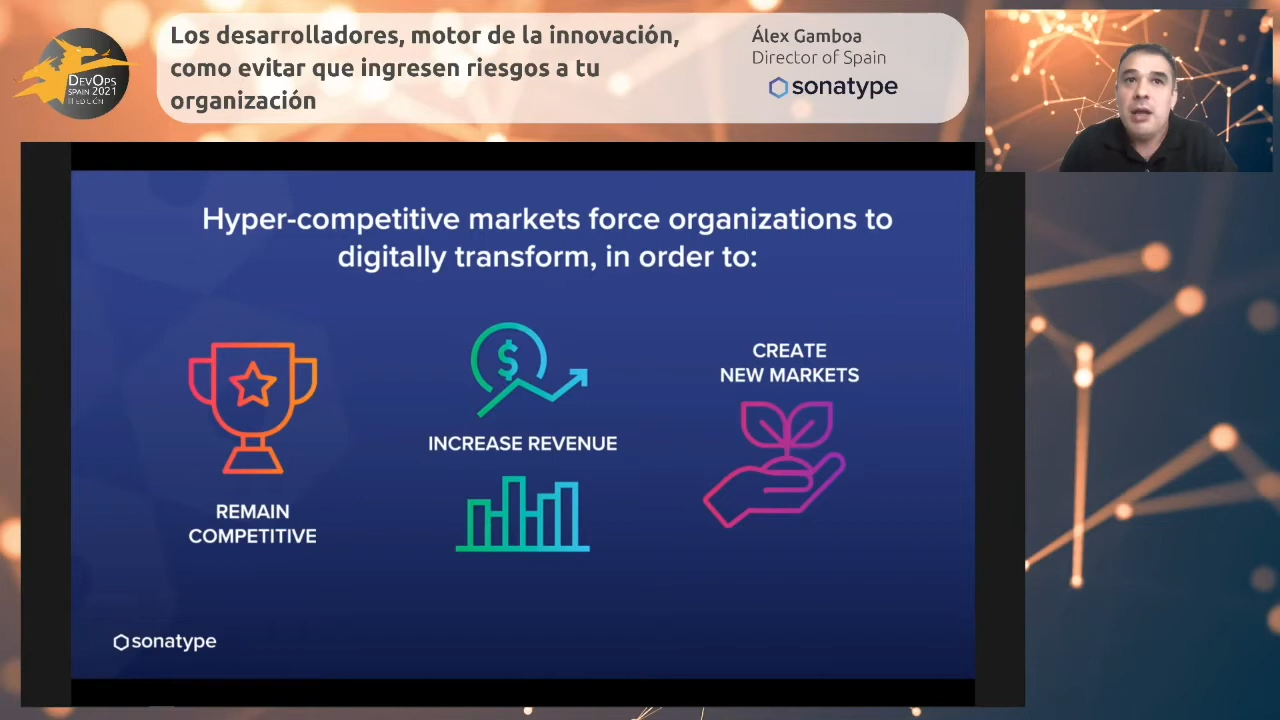 DEVOPS
SPAIN 2021
III EDICIÓN
Los desarrolladores, motor de la innovación,
como evitar que ingresen riesgos a tu
organización
Álex Gamboa
Director of Spain
sonatype
Hyper-competitive markets force organizations to
digitally transform, in order to:
REMAIN
COMPETITIVE
$
INCREASE REVENUE
CREATE
NEW MARKETS
sonatype